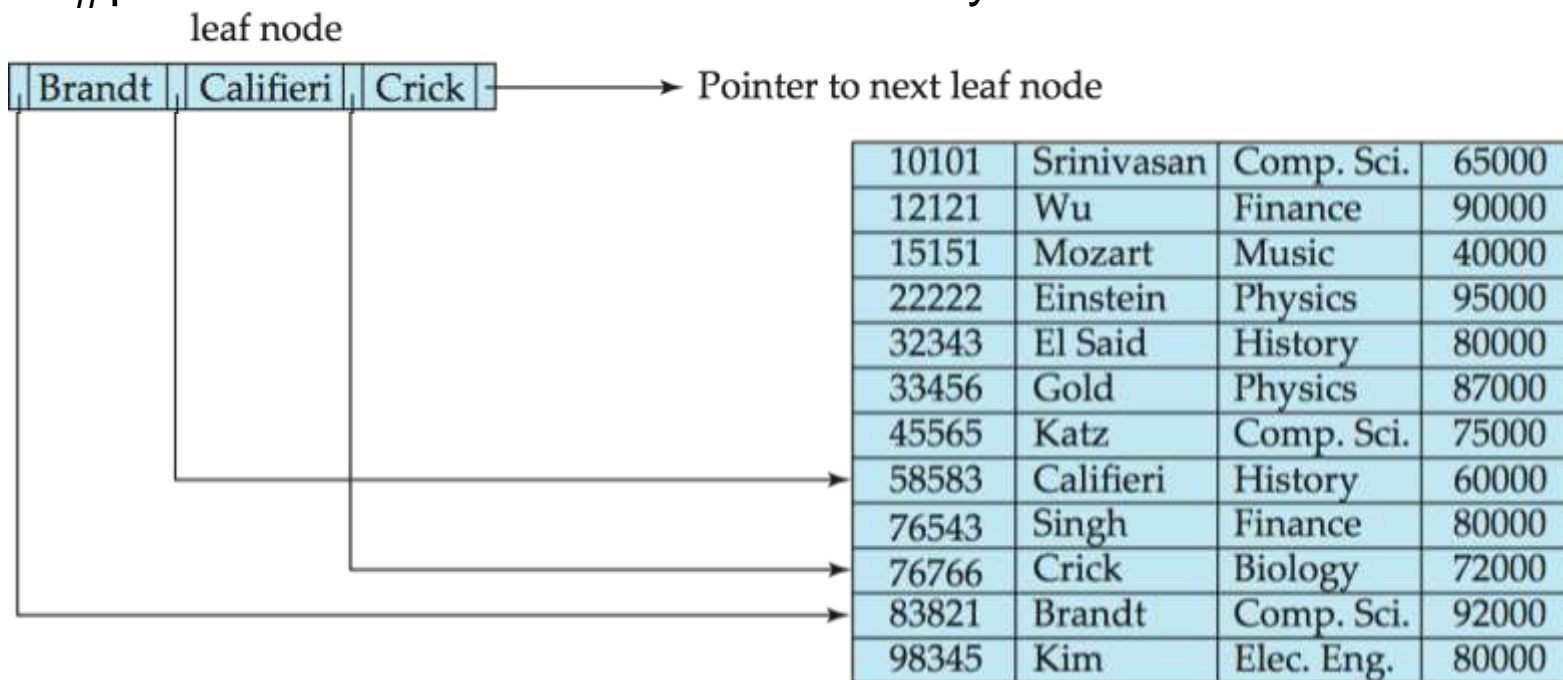 leaf node
Brandt Califieri Crick Pointer to next leaf node
10101 Srinivasan Comp. Sci. 65000
12121 Wu Finance 90000
15151 Mozart Music 40000
22222 Einstein Physics 95000
32343 El Said History 80000
33456 Gold Physics 87000
45565 Katz Comp. Sci. 75000
58583 Califieri History 60000
76543 Singh Finance 80000
76766 Crick Biology 72000
83821 Brandt Comp. Sci. 92000
98345 Kim Elec. Eng. 80000